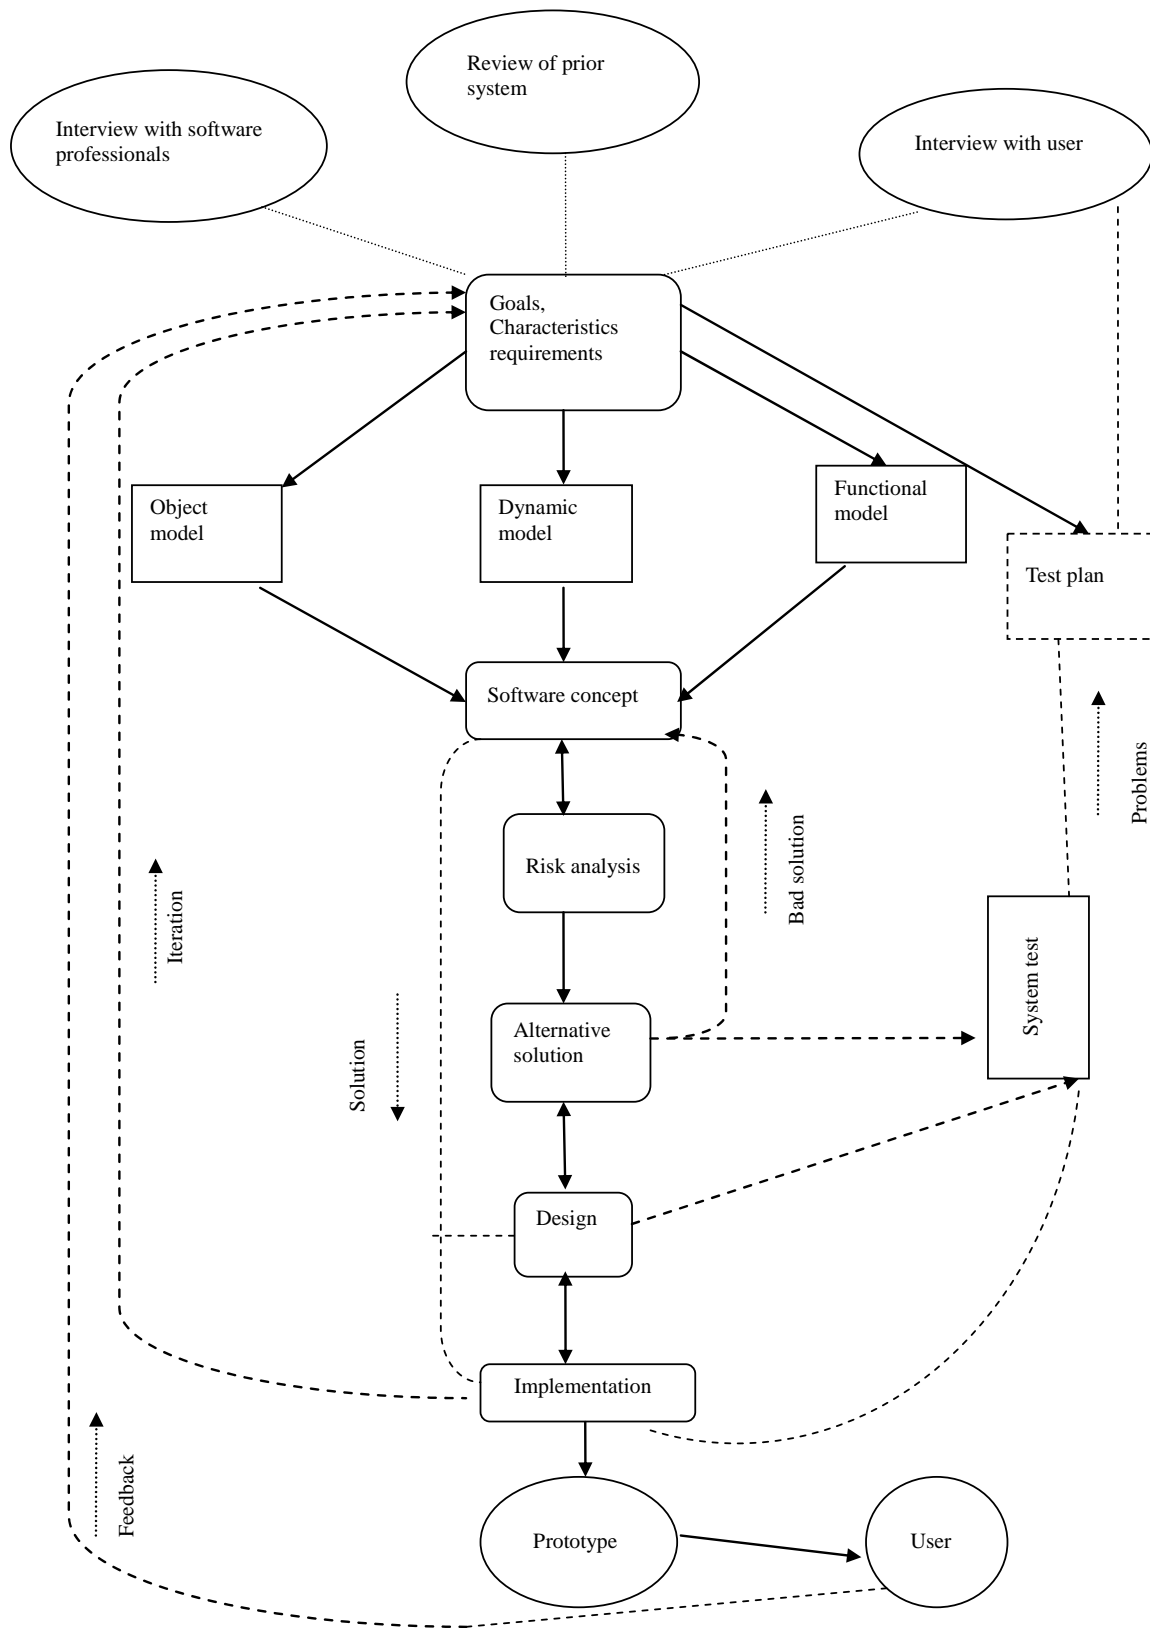 Review of prior
system
Interview with software
professionals
Interview with user
Goals,
Characteristics
requirements
Object
model
Dynamic
model
Functional
model
Test plan
Software concept
Problems
Risk analysis
Bad solution
Iteration
System test
Alternative
solution
Solution
Design
Implementation
Feedback
Prototype
User